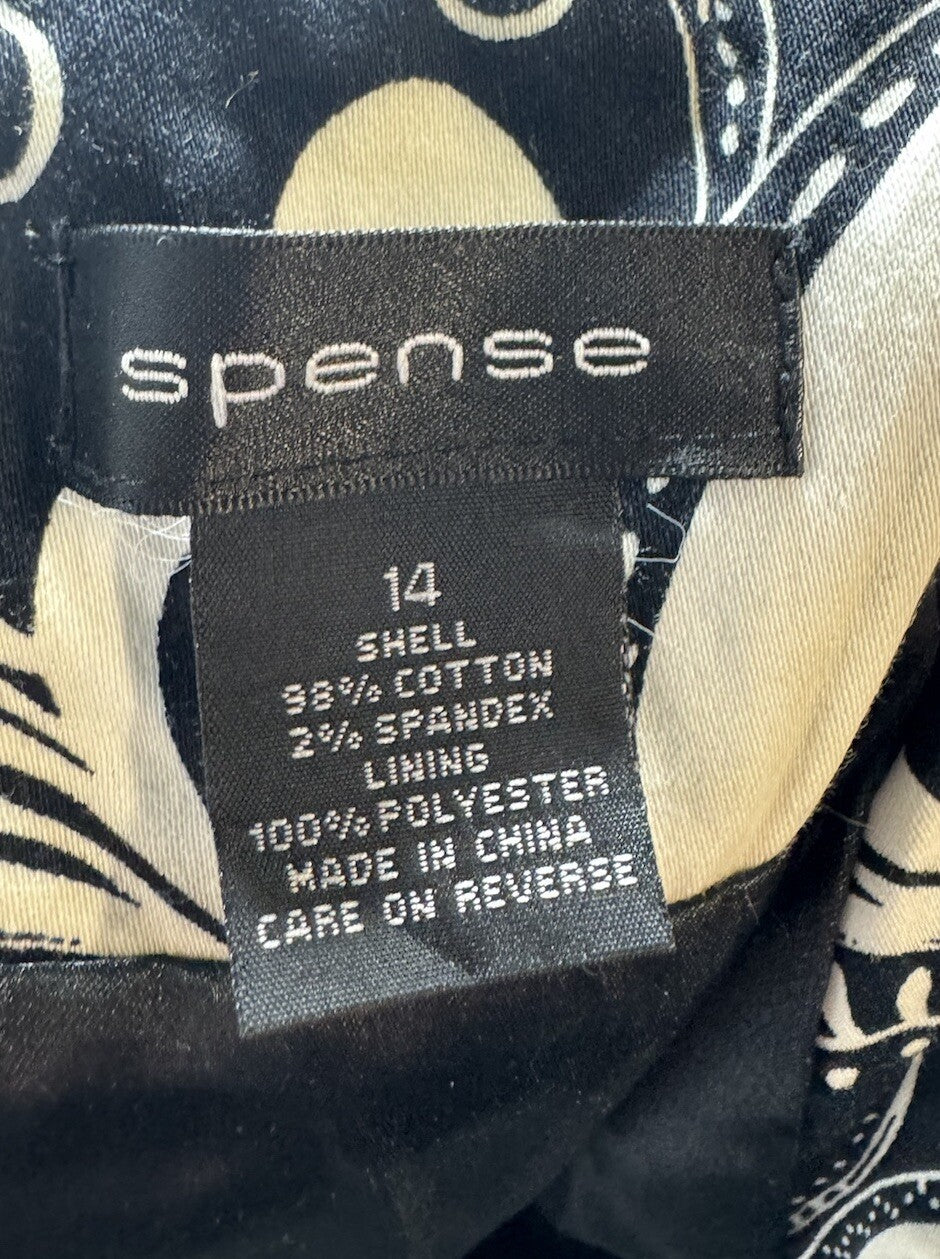 spense
14
SHELL
98% COTTON
2% SPANDEX
LINING
100% POLYESTER
MADE IN CHINA
CARE ON REVERSE